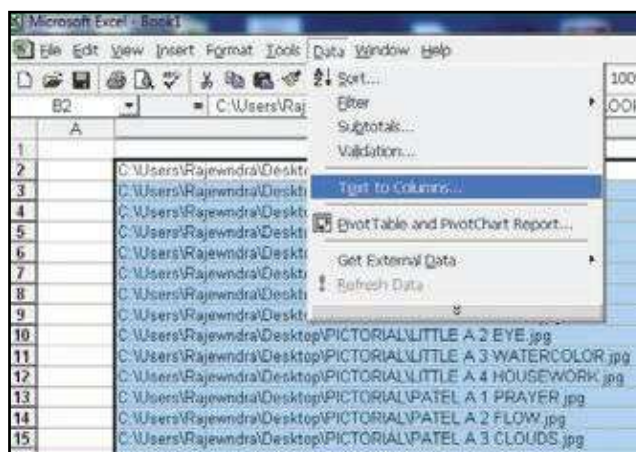 Microsoft Excel - Book1
File Edit View Insert Format Tools Data Window Help
Sort...
100
B2 = C:\Users\Raj
Filter
Subtotals...
Validation...
Text to Columns...
PivotTable and PivotChart Report...
Get External Data
Refresh Data
A
1
2 C:\Users\Rajewndra\Deskt
3 C:\Users\Rajewndra\Deskt
4 C:\Users\Rajewndra\Deskt
5 C:\Users\Rajewndra\Deskt
6 C:\Users\Rajewndra\Deskt
7 C:\Users\Rajewndra\Deskt
8 C:\Users\Rajewndra\Deskt
9 C:\Users\Rajewndra\Deskt
10 C:\Users\Rajewndra\Desktop\PICTORIAL\LITTLE A 2 EYE.jpg
11 C:\Users\Rajewndra\Desktop\PICTORIAL\LITTLE A 3 WATERCOLOR.jpg
12 C:\Users\Rajewndra\Desktop\PICTORIAL\LITTLE A 4 HOUSEWORK.jpg
13 C:\Users\Rajewndra\Desktop\PICTORIAL\PATEL A 1 PRAYER.jpg
14 C:\Users\Rajewndra\Desktop\PICTORIAL\PATEL A 2 FLOW.jpg
15 C:\Users\Rajewndra\Desktop\PICTORIAL\PATEL A 3 CLOUDS.jpg